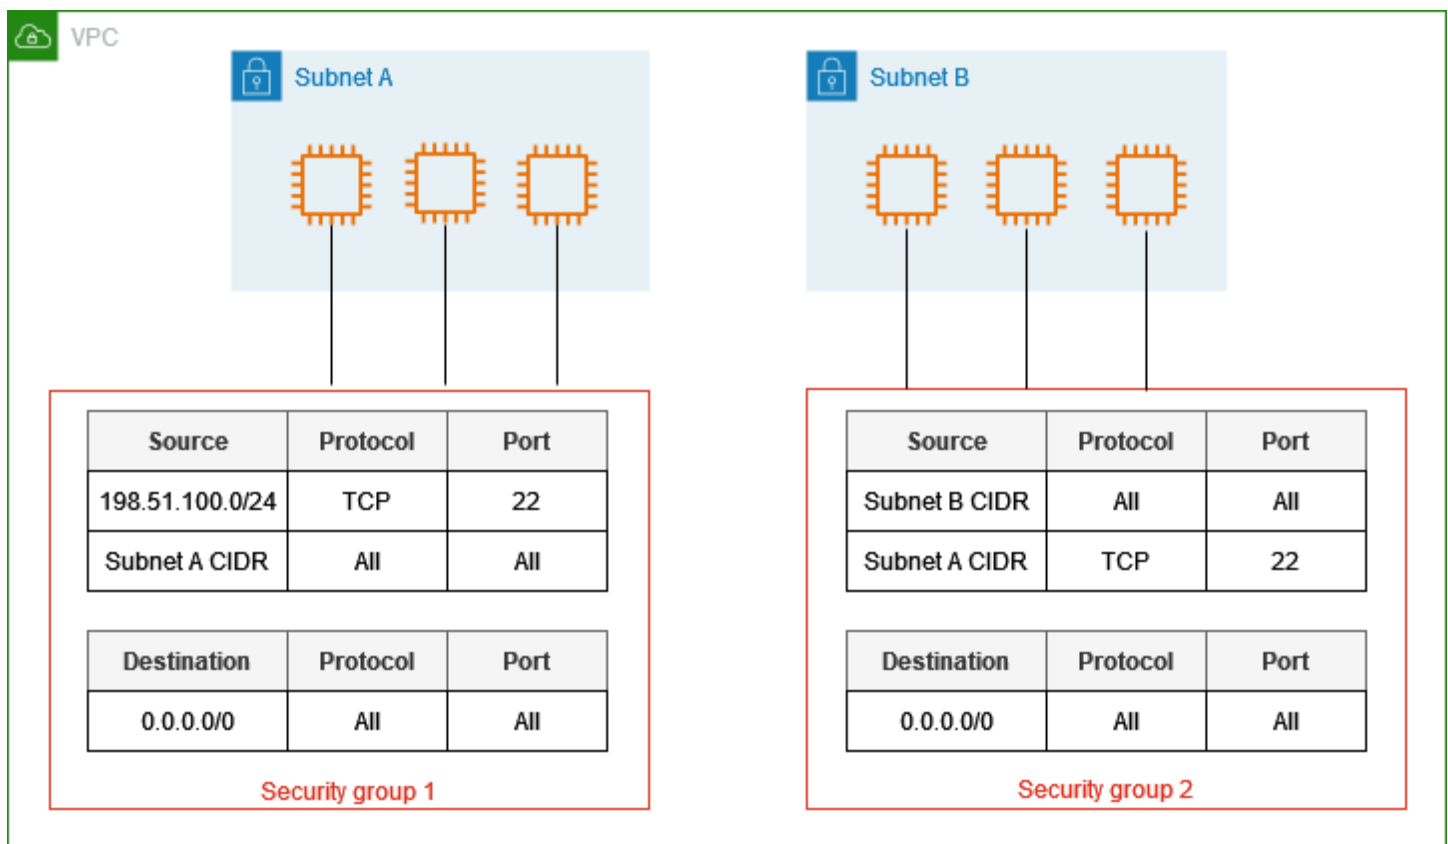 VPC
Subnet A
Subnet B
Source Protocol Port
198.51.100.0/24 TCP 22
Subnet A CIDR All All
Destination Protocol Port
0.0.0.0/0 All All
Security group 1
Source Protocol Port
Subnet B CIDR All All
Subnet A CIDR TCP 22
Destination Protocol Port
0.0.0.0/0 All All
Security group 2